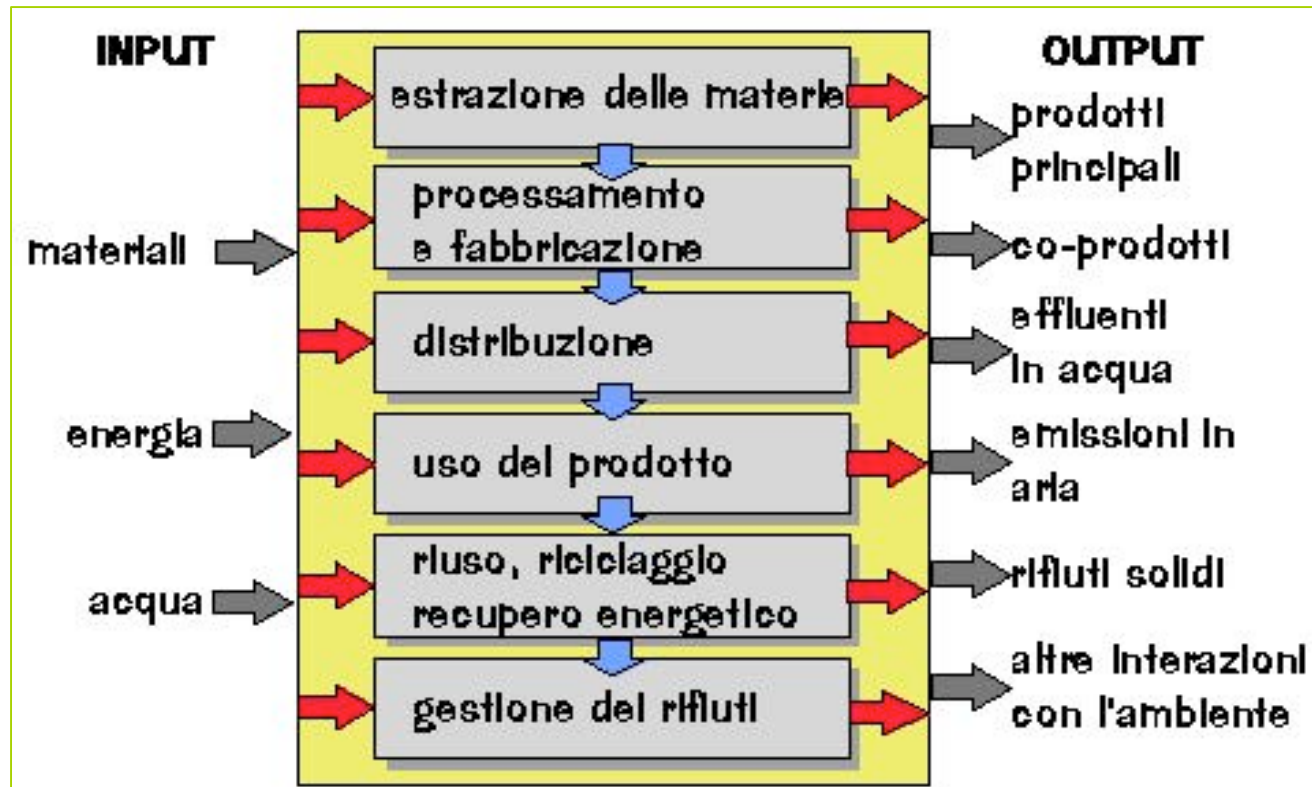 INPUT
materiali
energia
acqua
estrazione delle materie
processamento
e fabbricazione
distribuzione
uso del prodotto
riuso, riciclaggio
recupero energetico
gestione dei rifiuti
OUTPUT
prodotti
principali
co-prodotti
effluenti
in acqua
emissioni in
aria
rifiuti solidi
altre interazioni
con l'ambiente